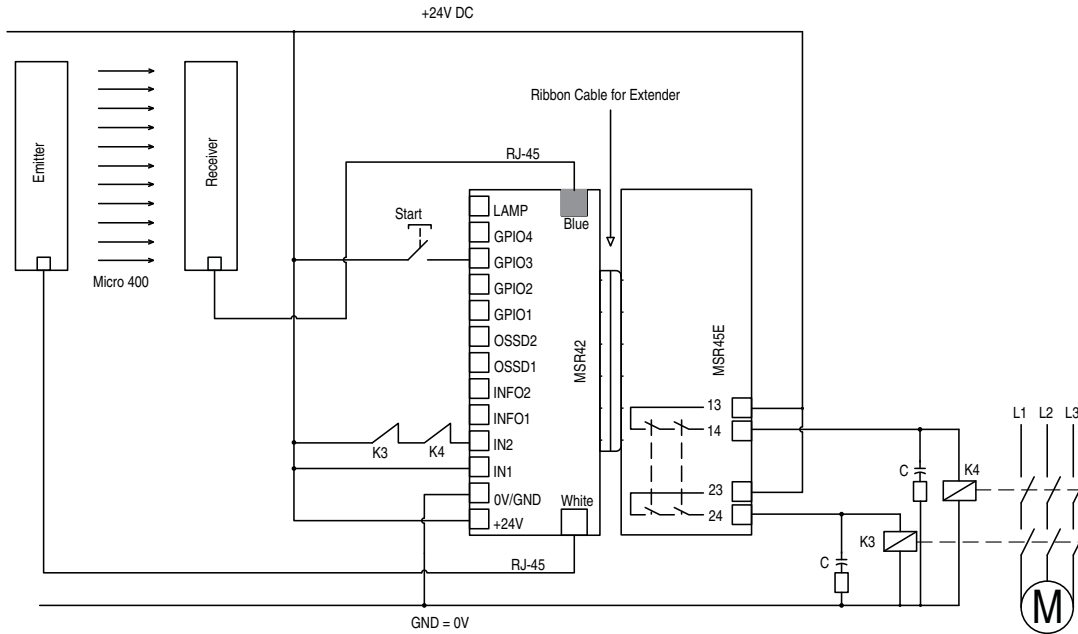 +24V DC
Ribbon Cable for Extender
Emitter
Receiver
Micro 400
RJ-45
Start
Blue
LAMP
GPIO4
GPIO3
GPIO2
GPIO1
OSSD2
OSSD1
INFO2
INFO1
IN2
IN1
0V/GND
+24V
White
MSR42
MSR45E
K3
K4
13
14
23
24
RJ-45
GND = 0V
C
K4
C
K3
L1 L2 L3
M